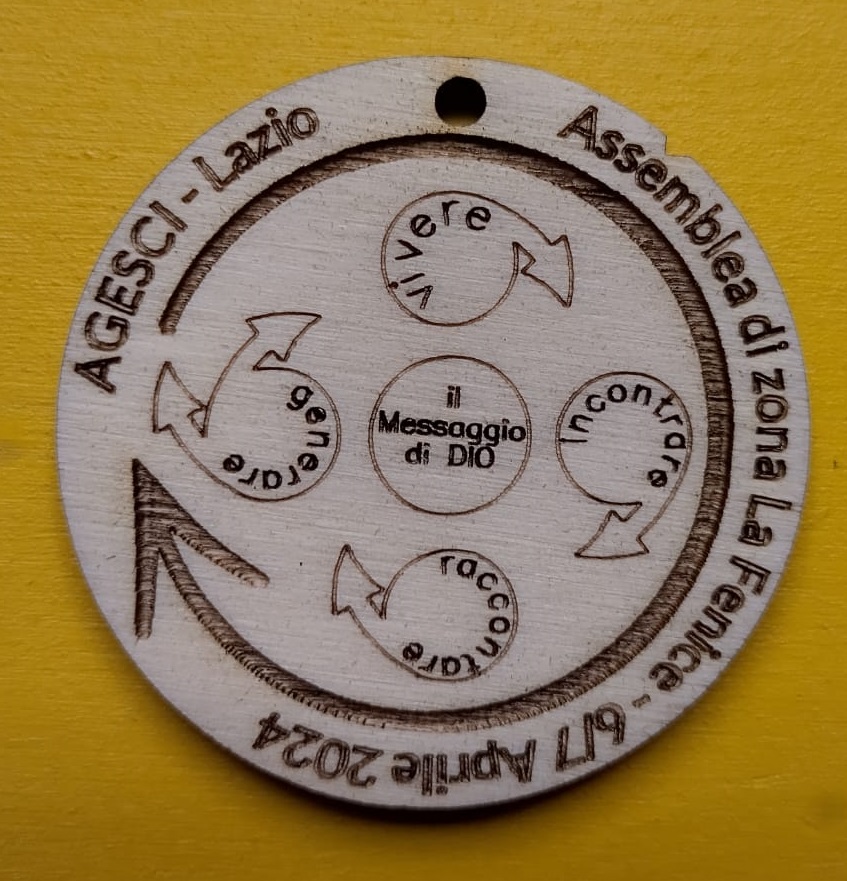 AGESCI - Lazio
Assemblea di zona La Fenice - 6/7 Aprile 2024
vivere
incontrare
raccontare
generare
il
Messaggio
di DIO